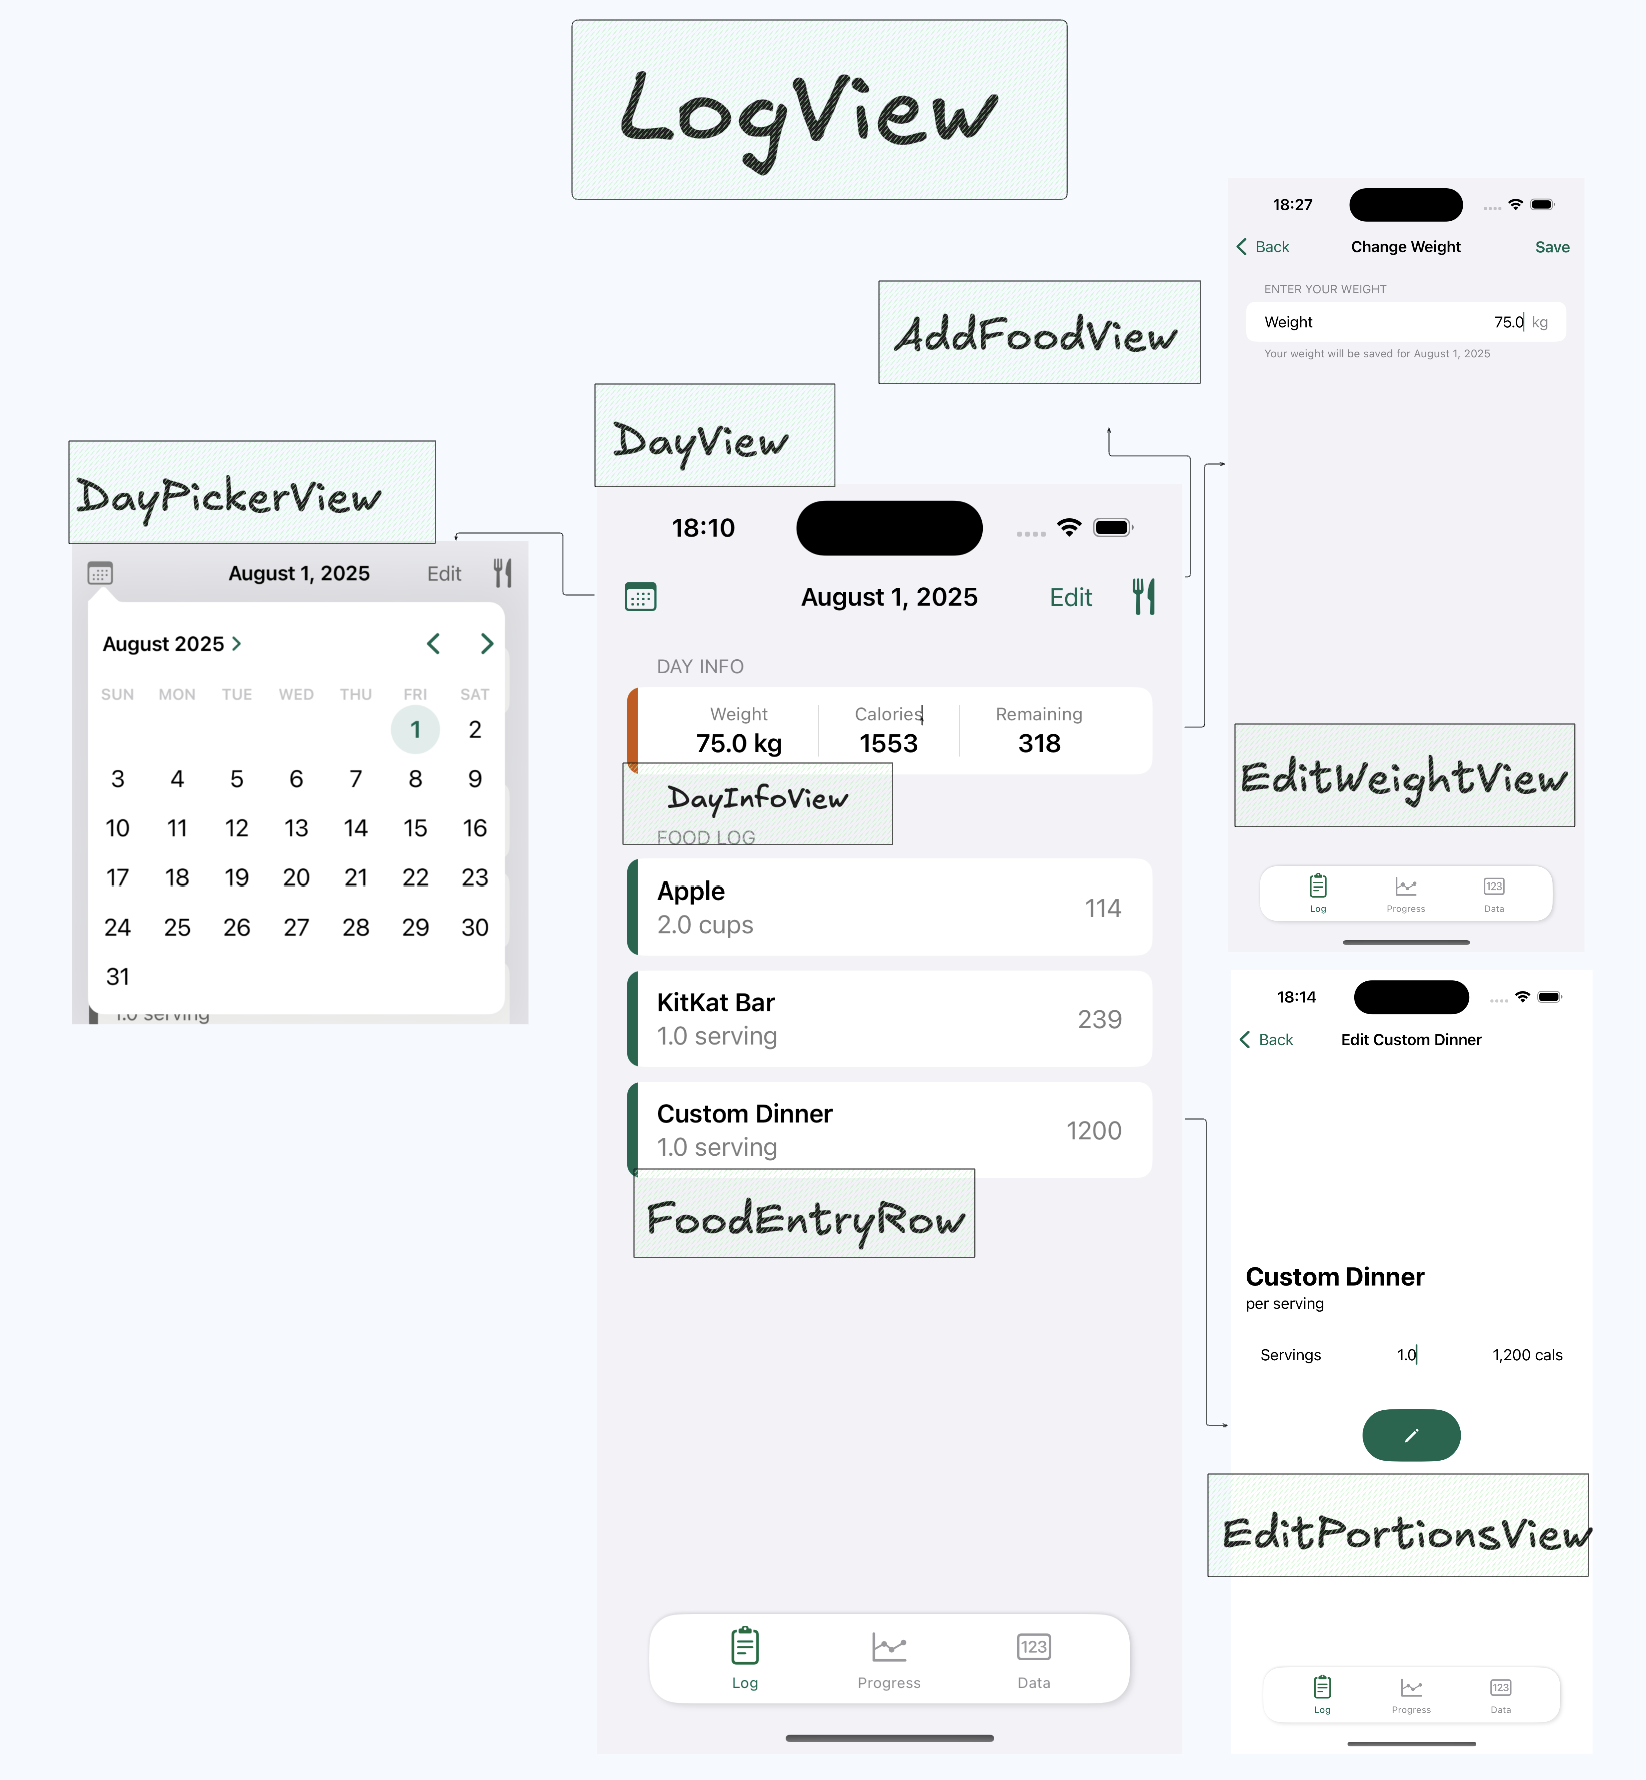 LogView
DayPickerView
August 1, 2025 Edit
August 2025
SUN MON TUE WED THU FRI SAT
1 2
3 4 5 6 7 8 9
10 11 12 13 14 15 16
17 18 19 20 21 22 23
24 25 26 27 28 29 30
31
1.0 serving
DayView
18:10
August 1, 2025 Edit
DAY INFO
Weight Calories Remaining
75.0 kg 1553 318
DayInfoView
FOOD LOG
Apple
2.0 cups
114
KitKat Bar
1.0 serving
239
Custom Dinner
1.0 serving
1200
FoodEntryRow
Log Progress 123 Data
AddFoodView
18:27
Back Change Weight Save
ENTER YOUR WEIGHT
Weight 75.0 kg
Your weight will be saved for August 1, 2025
EditWeightView
Log Progress 123 Data
18:14
Back Edit Custom Dinner
Custom Dinner
per serving
Servings 1.0 1,200 cals
EditPortionsView
Log Progress 123 Data